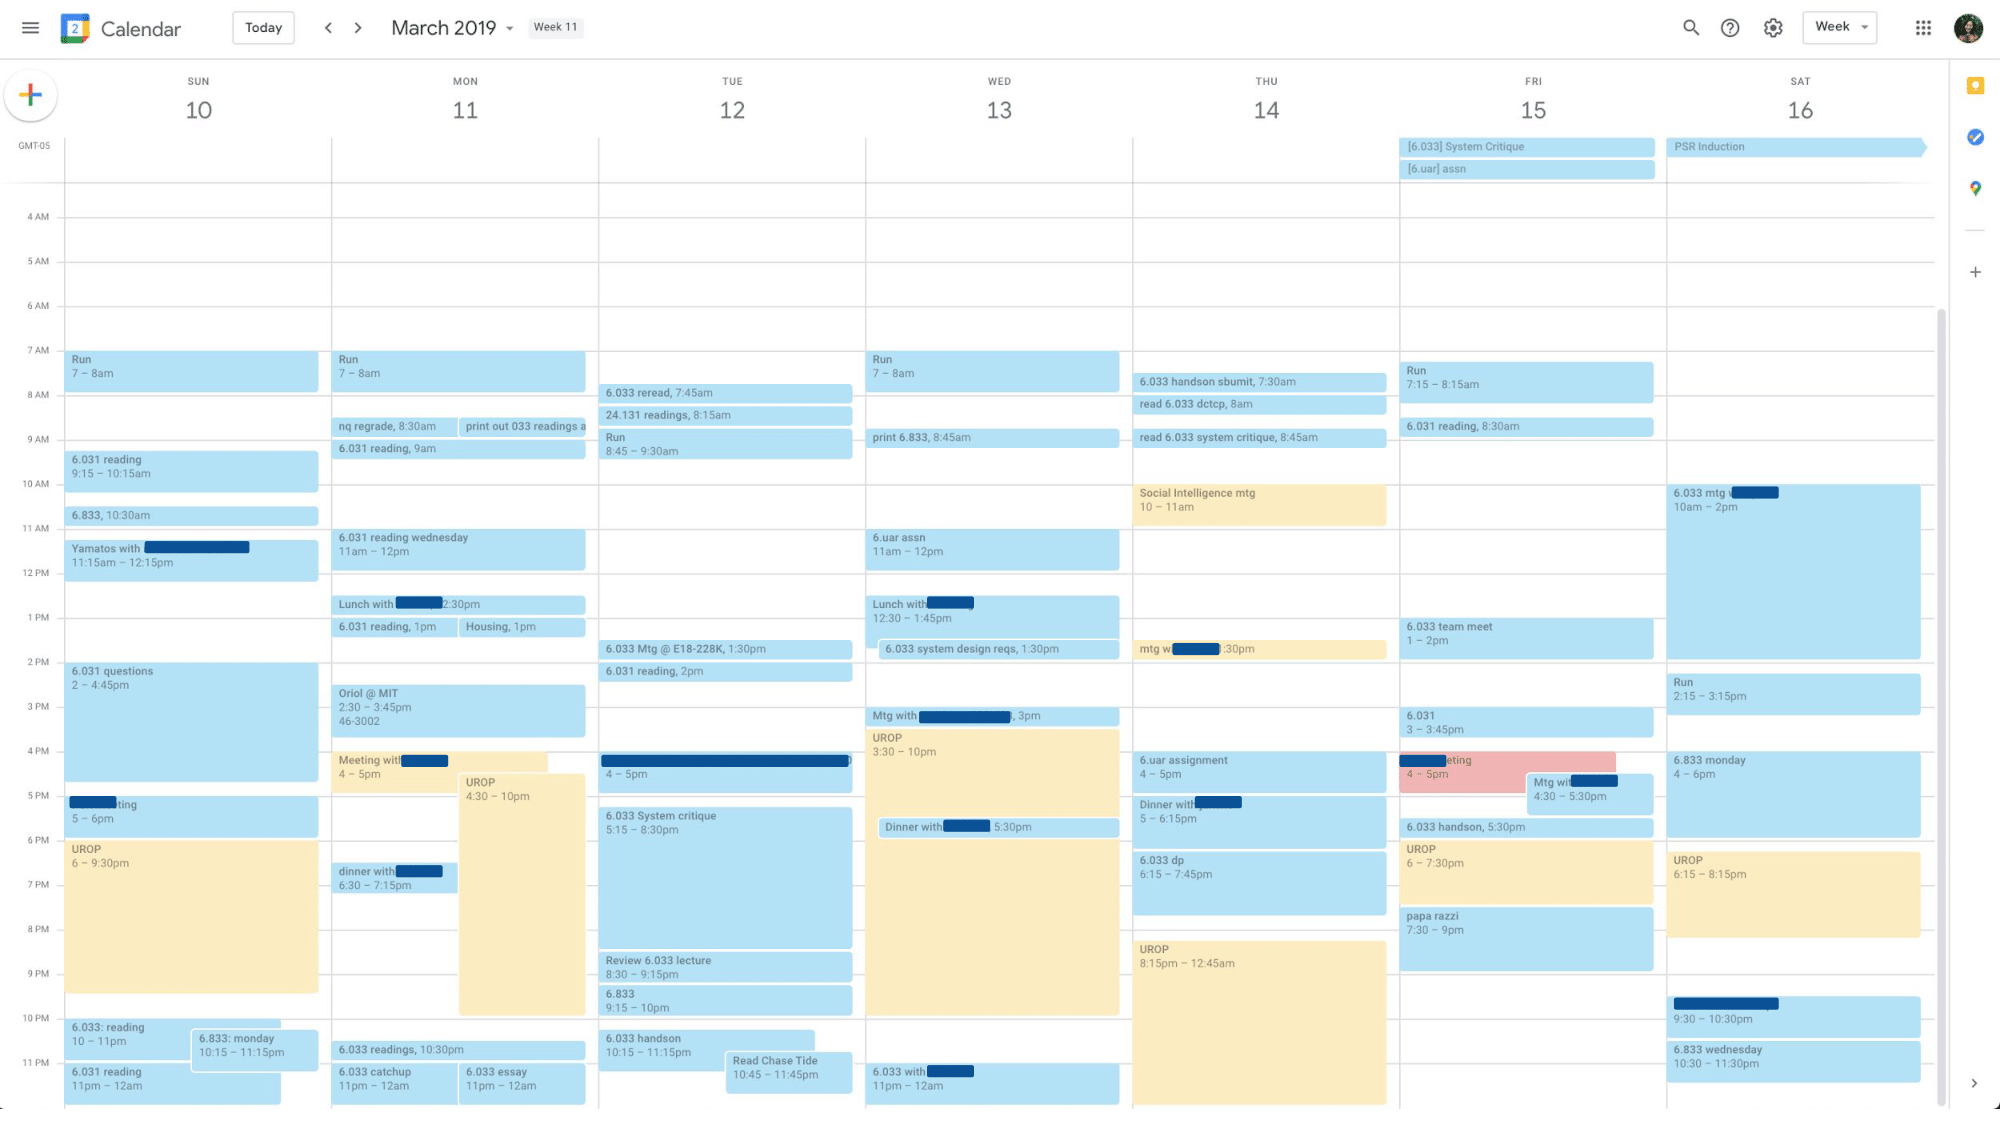 2
Calendar
Today
March 2019
Week 11
Week
SUN
10
MON
11
TUE
12
WED
13
THU
14
FRI
15
SAT
16
GMT-05
[6.033] System Critique
[6.uar] assn
PSR Induction
4 AM
5 AM
6 AM
7 AM
8 AM
9 AM
10 AM
11 AM
12 PM
1 PM
2 PM
3 PM
4 PM
5 PM
6 PM
7 PM
8 PM
9 PM
10 PM
11 PM
Run
7 – 8am
6.031 reading
9:15 – 10:15am
6.833, 10:30am
Yamatos with
11:15am – 12:15pm
6.031 questions
2 – 4:45pm
ting
5 – 6pm
UROP
6 – 9:30pm
6.033: reading
10 – 11pm
6.833: monday
10:15 – 11:15pm
6.031 reading
11pm – 12am
Run
7 – 8am
nq regrade, 8:30am
print out 033 readings a
6.031 reading, 9am
6.031 reading wednesday
11am – 12pm
Lunch with 2:30pm
6.031 reading, 1pm
Housing, 1pm
Oriol @ MIT
2:30 – 3:45pm
46-3002
Meeting with
4 – 5pm
UROP
4:30 – 10pm
dinner with
6:30 – 7:15pm
6.033 readings, 10:30pm
6.033 catchup
11pm – 12am
6.033 essay
11pm – 12am
6.033 reread, 7:45am
24.131 readings, 8:15am
Run
8:45 – 9:30am
6.033 Mtg @ E18-228K, 1:30pm
6.031 reading, 2pm
4 – 5pm
6.033 System critique
5:15 – 8:30pm
Review 6.033 lecture
8:30 – 9:15pm
6.833
9:15 – 10pm
6.033 handson
10:15 – 11:15pm
Read Chase Tide
10:45 – 11:45pm
Run
7 – 8am
print 6.833, 8:45am
6.uar assn
11am – 12pm
Lunch with
12:30 – 1:45pm
6.033 system design reqs, 1:30pm
Mtg with , 3pm
UROP
3:30 – 10pm
Dinner with 5:30pm
6.033 with
11pm – 12am
6.033 handson sbumit, 7:30am
read 6.033 dctcp, 8am
read 6.033 system critique, 8:45am
Social Intelligence mtg
10 – 11am
mtg w :30pm
6.uar assignment
4 – 5pm
Dinner with
5 – 6:15pm
6.033 dp
6:15 – 7:45pm
UROP
8:15pm – 12:45am
Run
7:15 – 8:15am
6.031 reading, 8:30am
6.033 team meet
1 – 2pm
6.031
3 – 3:45pm
eting
4 – 5pm
Mtg wi
4:30 – 5:30pm
6.033 handson, 5:30pm
UROP
6 – 7:30pm
papa razzi
7:30 – 9pm
6.033 mtg
10am – 2pm
Run
2:15 – 3:15pm
6.833 monday
4 – 6pm
UROP
6:15 – 8:15pm
9:30 – 10:30pm
6.833 wednesday
10:30 – 11:30pm